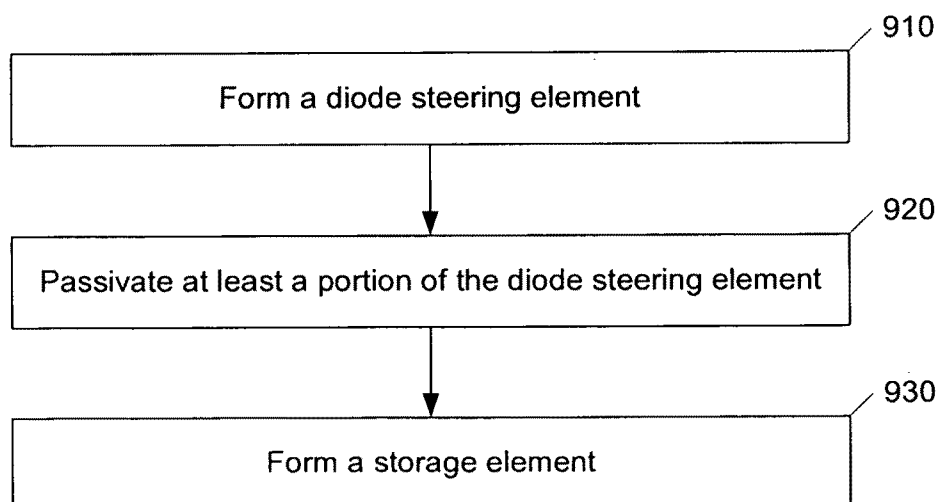 910
Form a diode steering element
920
Passivate at least a portion of the diode steering element
930
Form a storage element